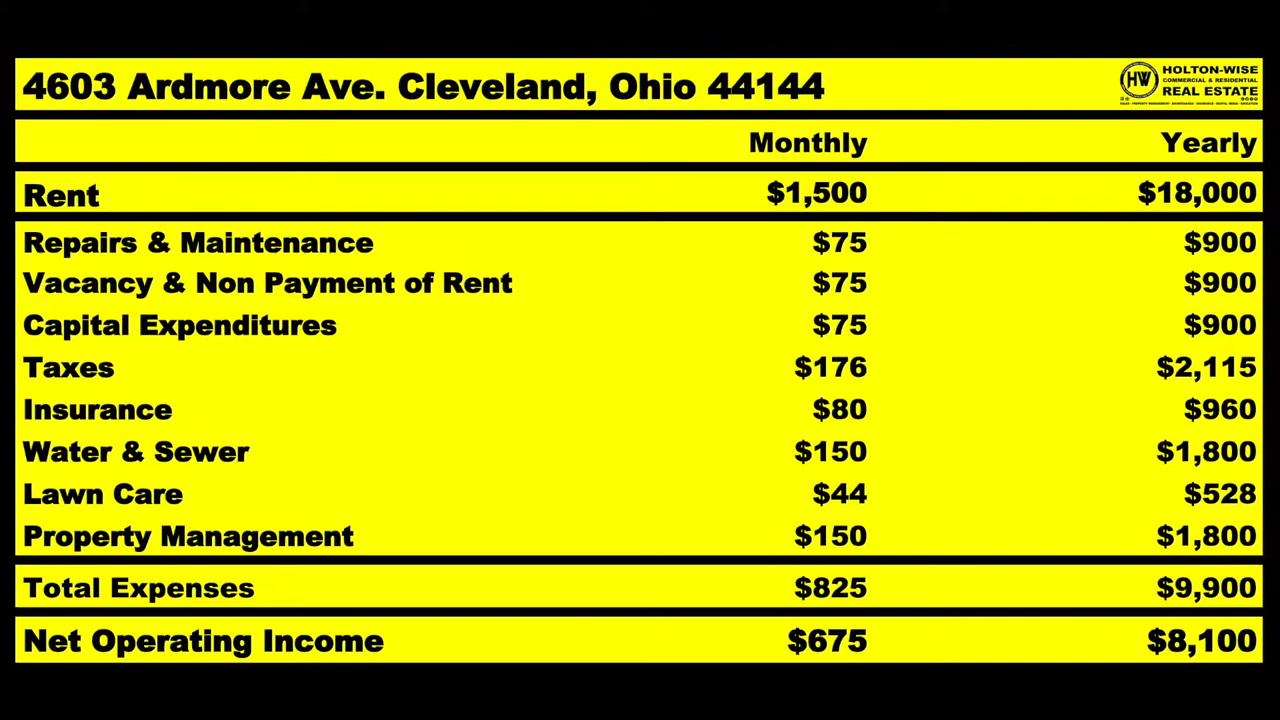 4603 Ardmore Ave. Cleveland, Ohio 44144
HW HOLTON-WISE
COMMERCIAL & RESIDENTIAL
REAL ESTATE
Monthly Yearly
Rent $1,500 $18,000
Repairs & Maintenance $75 $900
Vacancy & Non Payment of Rent $75 $900
Capital Expenditures $75 $900
Taxes $176 $2,115
Insurance $80 $960
Water & Sewer $150 $1,800
Lawn Care $44 $528
Property Management $150 $1,800
Total Expenses $825 $9,900
Net Operating Income $675 $8,100